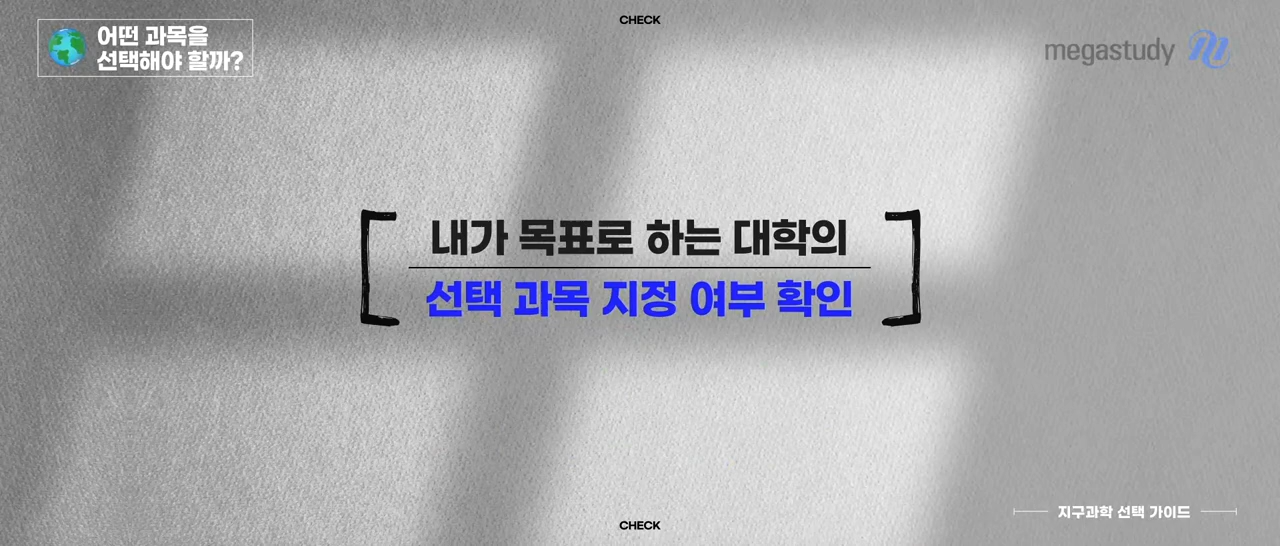 CHECK
어떤 과목을
선택해야 할까?
megastudy
내가 목표로 하는 대학의
선택 과목 지정 여부 확인
지구과학 선택 가이드
CHECK